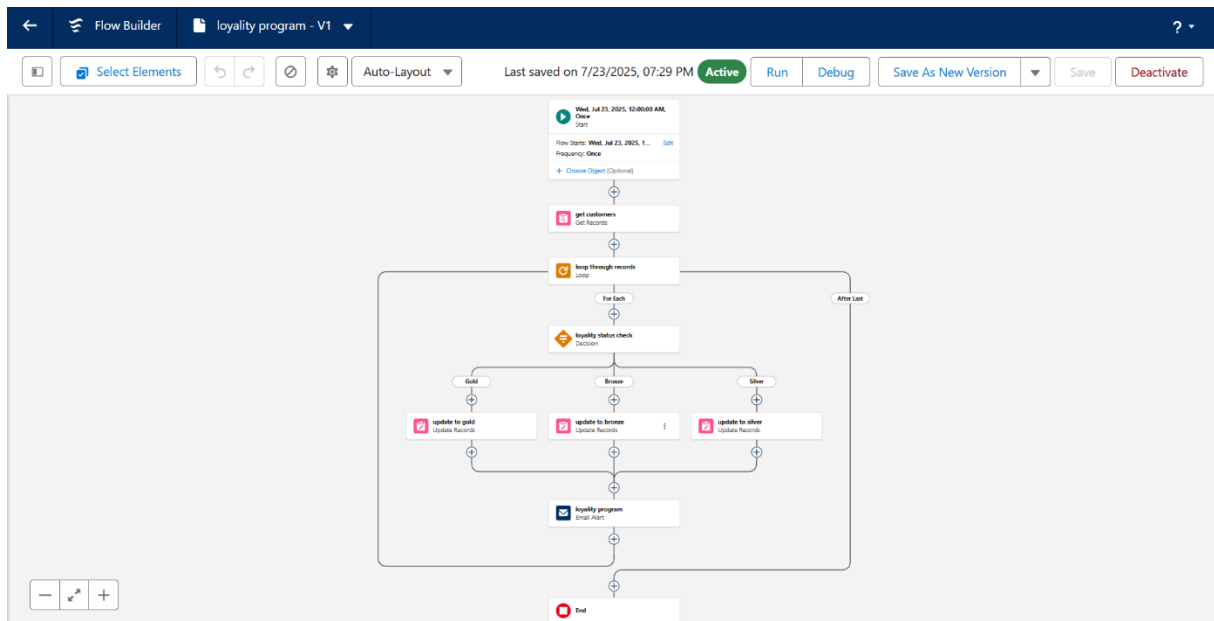 Flow Builder
loyality program - V1
?
Select Elements
Auto-Layout
Last saved on 7/23/2025, 07:29 PM
Active
Run
Debug
Save As New Version
Save
Deactivate
Wed, Jul 23, 2025, 12:00:00 AM,
Once
Start
Flow Starts: Wed, Jul 23, 2025, 1... Edit
Frequency: Once
+ Choose Object (Optional)
get customers
Get Records
loop through records
Loop
For Each
After Last
loyality status check
Decision
Gold
Bronze
Silver
update to gold
Update Records
update to bronze
Update Records
update to silver
Update Records
loyality program
Email Alert
End